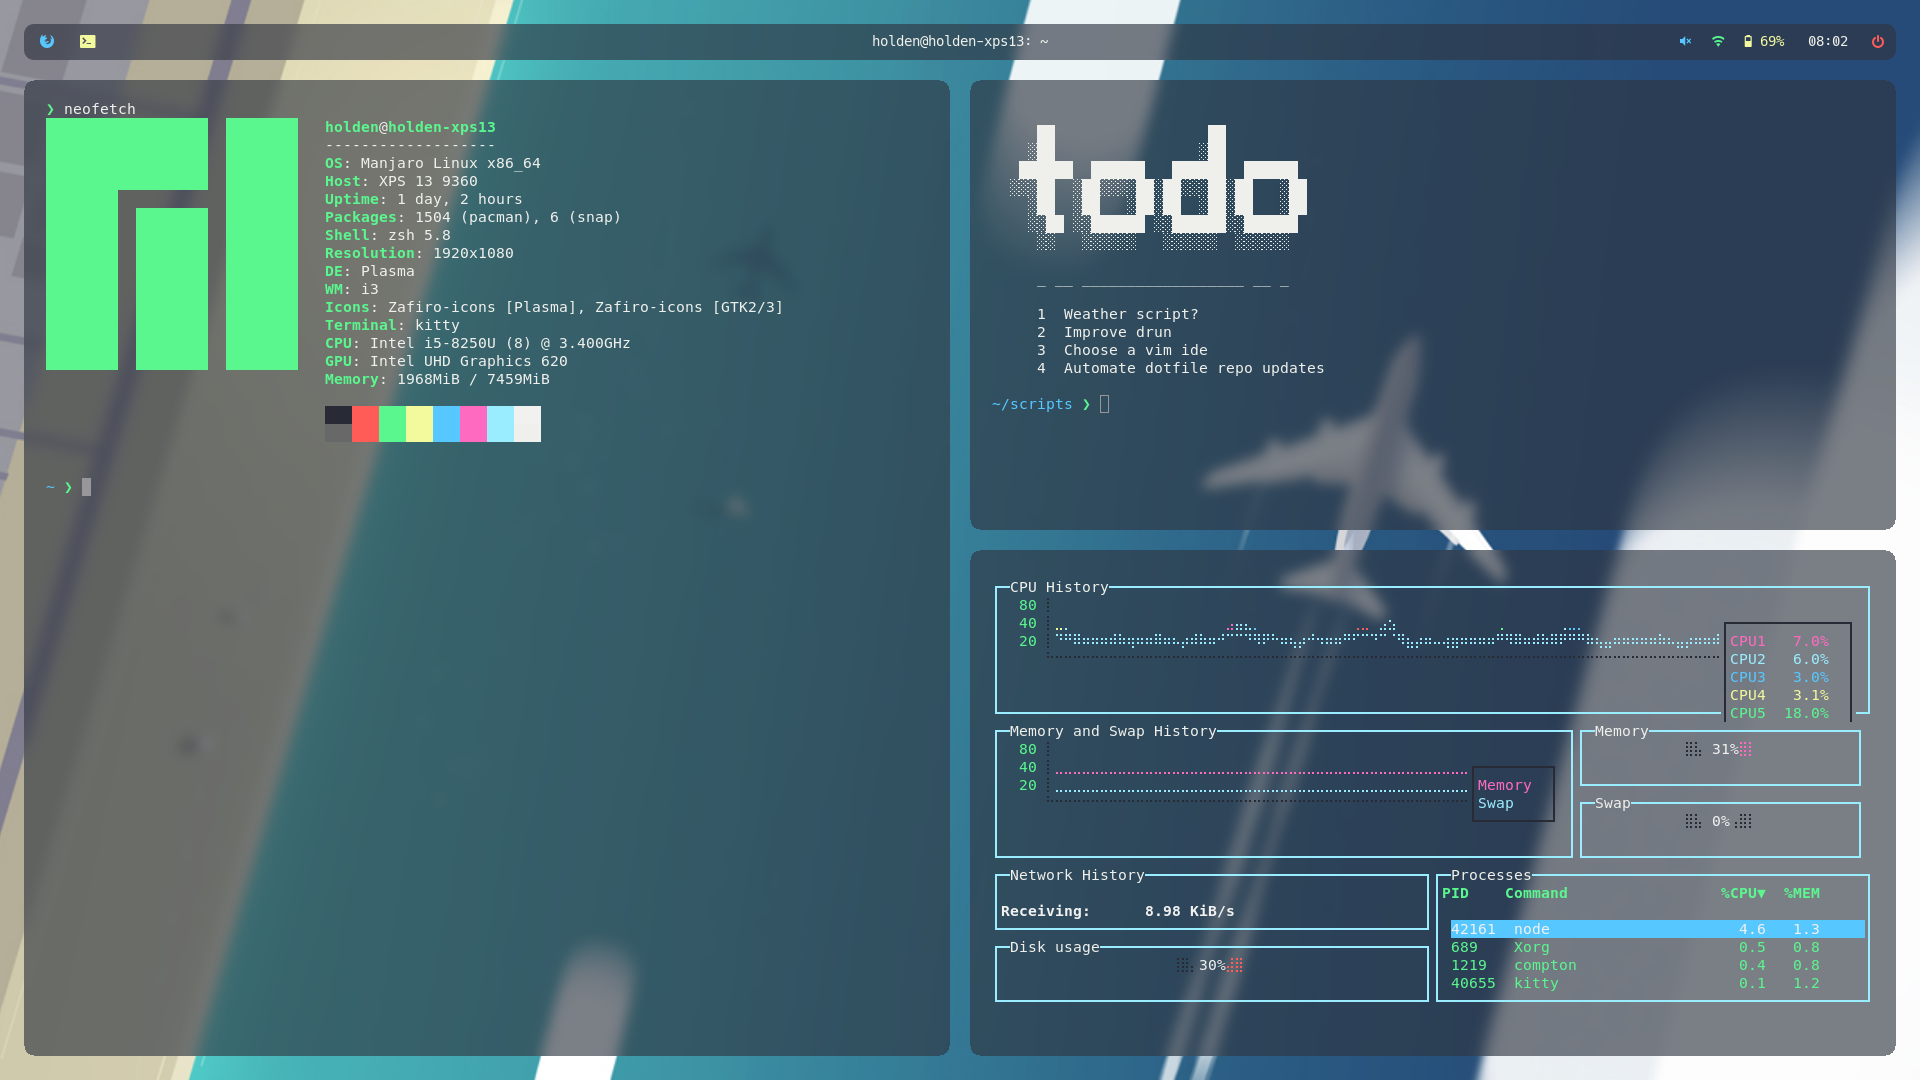 holden@holden-xps13: ~
69%
08:02
❯ neofetch
holden@holden-xps13
-------------------
OS: Manjaro Linux x86_64
Host: XPS 13 9360
Uptime: 1 day, 2 hours
Packages: 1504 (pacman), 6 (snap)
Shell: zsh 5.8
Resolution: 1920x1080
DE: Plasma
WM: i3
Icons: Zafiro-icons [Plasma], Zafiro-icons [GTK2/3]
Terminal: kitty
CPU: Intel i5-8250U (8) @ 3.400GHz
GPU: Intel UHD Graphics 620
Memory: 1968MiB / 7459MiB
~ ❯
todo
_ __ __________________ __ _
1 Weather script?
2 Improve drun
3 Choose a vim ide
4 Automate dotfile repo updates
~/scripts ❯
CPU History
80
40
20
CPU1 7.0%
CPU2 6.0%
CPU3 3.0%
CPU4 3.1%
CPU5 18.0%
Memory and Swap History
80
40
20
Memory
Swap
Memory
31%
Swap
0%
Network History
Receiving: 8.98 KiB/s
Disk usage
30%
Processes
PID Command %CPU▼ %MEM
42161 node 4.6 1.3
689 Xorg 0.5 0.8
1219 compton 0.4 0.8
40655 kitty 0.1 1.2